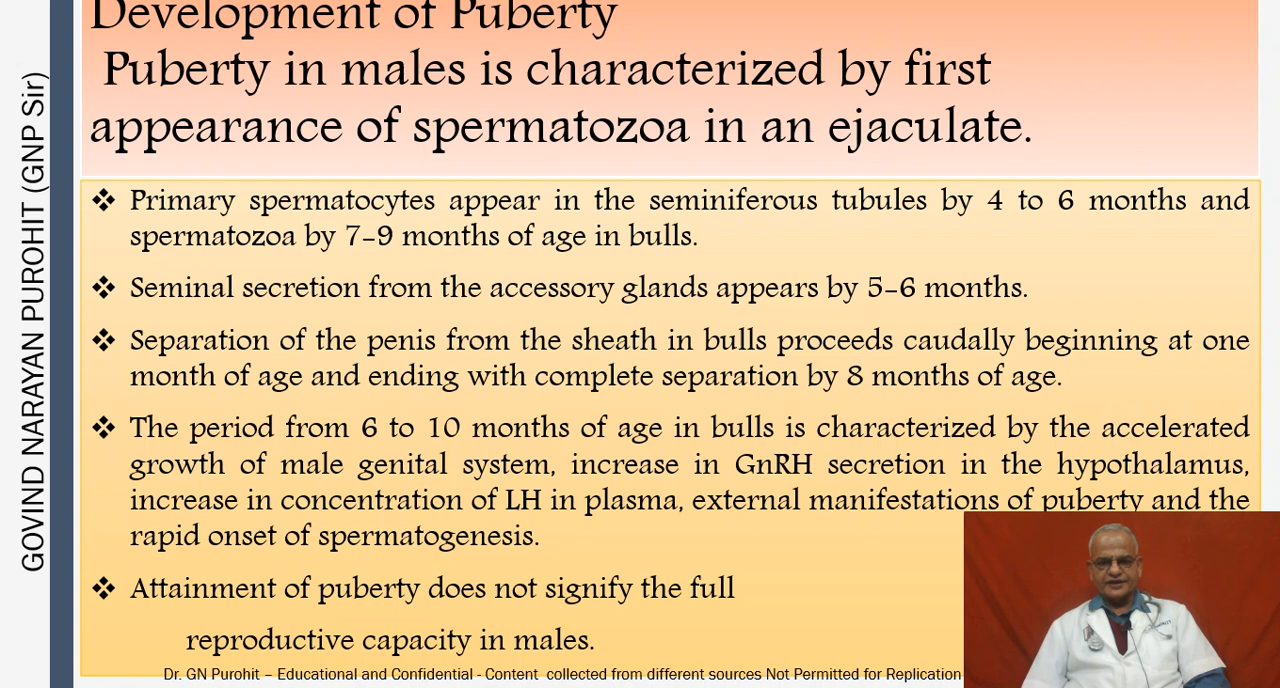 Development of Puberty
Puberty in males is characterized by first
appearance of spermatozoa in an ejaculate.
❖ Primary spermatocytes appear in the seminiferous tubules by 4 to 6 months and
spermatozoa by 7-9 months of age in bulls.
❖ Seminal secretion from the accessory glands appears by 5-6 months.
❖ Separation of the penis from the sheath in bulls proceeds caudally beginning at one
month of age and ending with complete separation by 8 months of age.
❖ The period from 6 to 10 months of age in bulls is characterized by the accelerated
growth of male genital system, increase in GnRH secretion in the hypothalamus,
increase in concentration of LH in plasma, external manifestations of puberty and the
rapid onset of spermatogenesis.
❖ Attainment of puberty does not signify the full
reproductive capacity in males.
Dr. GN Purohit – Educational and Confidential - Content collected from different sources Not Permitted for Replication
GOVIND NARAYAN PUROHIT (GNP Sir)